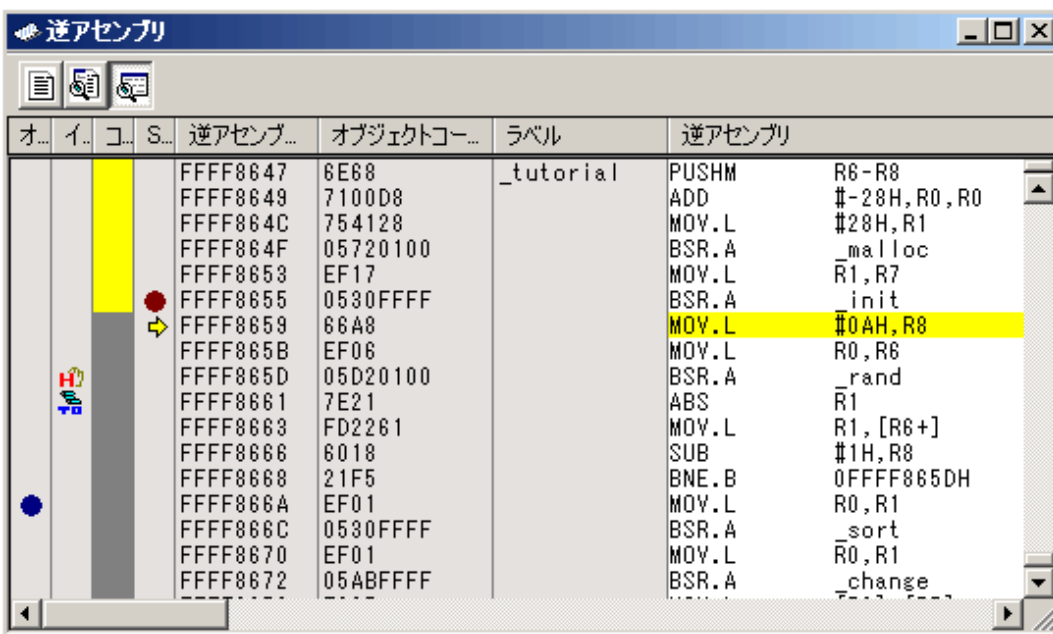 逆アセンブリ
オ... イ.. コ... S... 逆アセンブ... オブジェクトコー... ラベル 逆アセンブリ
FFFF8647 6E68 _tutorial PUSHM R6-R8
FFFF8649 7100D8 ADD #-28H,R0,R0
FFFF864C 754128 MOV.L #28H,R1
FFFF864F 05720100 BSR.A _malloc
FFFF8653 EF17 MOV.L R1,R7
FFFF8655 0530FFFF BSR.A _init
FFFF8659 66A8 MOV.L #0AH,R8
FFFF865B EF06 MOV.L R0,R6
FFFF865D 05D20100 BSR.A _rand
FFFF8661 7E21 ABS R1
FFFF8663 FD2261 MOV.L R1,[R6+]
FFFF8666 6018 SUB #1H,R8
FFFF8668 21F5 BNE.B 0FFFF865DH
FFFF866A EF01 MOV.L R0,R1
FFFF866C 0530FFFF BSR.A _sort
FFFF8670 EF01 MOV.L R0,R1
FFFF8672 05ABFFFF BSR.A _change